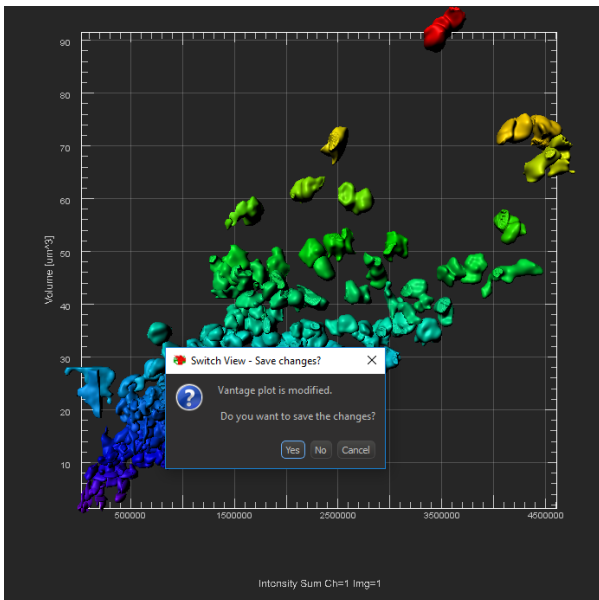 90
80
70
60
50
40
30
20
10
Volume [um^3]
Switch View - Save changes?
Vantage plot is modified.
Do you want to save the changes?
Yes No Cancel
500000 1500000 2500000 3500000 4500000
Intensity Sum Ch=1 Img=1